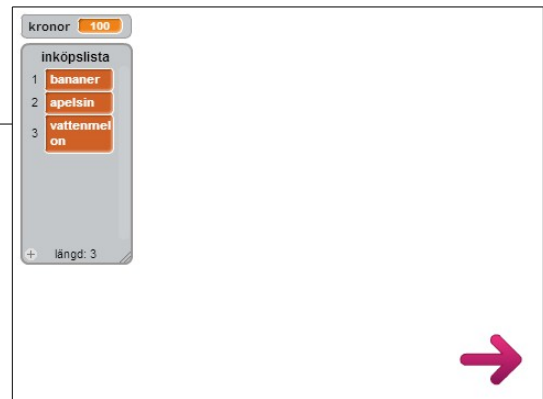 kronor 100
inköpslista
1 bananer
2 apelsin
3 vattenmel
on
+ längd: 3